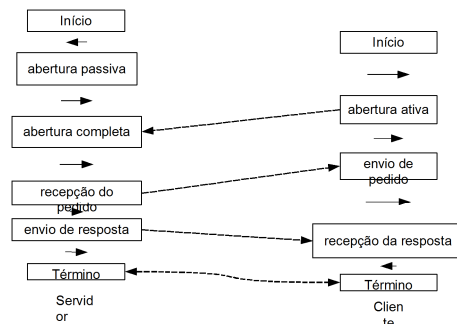 Início
abertura passiva
abertura completa
recepção do
pedido
envio de resposta
Término
Servid
or
Início
abertura ativa
envio de
pedido
recepção da resposta
Término
Clien
te